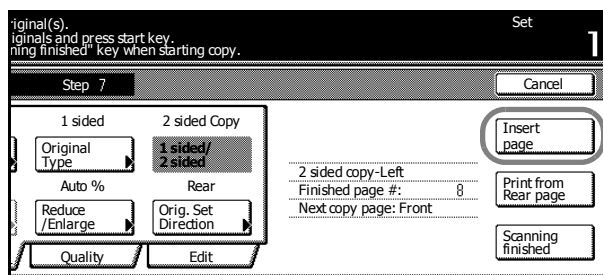 riginal(s).
iginals and press start key.
ning finished" key when starting copy.
Set
1
Step 7
Cancel
1 sided
2 sided Copy
Original
Type
1 sided/
2 sided
Auto %
Rear
Reduce
/Enlarge
Orig. Set
Direction
Quality
Edit
2 sided copy-Left
Finished page #: 8
Next copy page: Front
Insert
page
Print from
Rear page
Scanning
finished